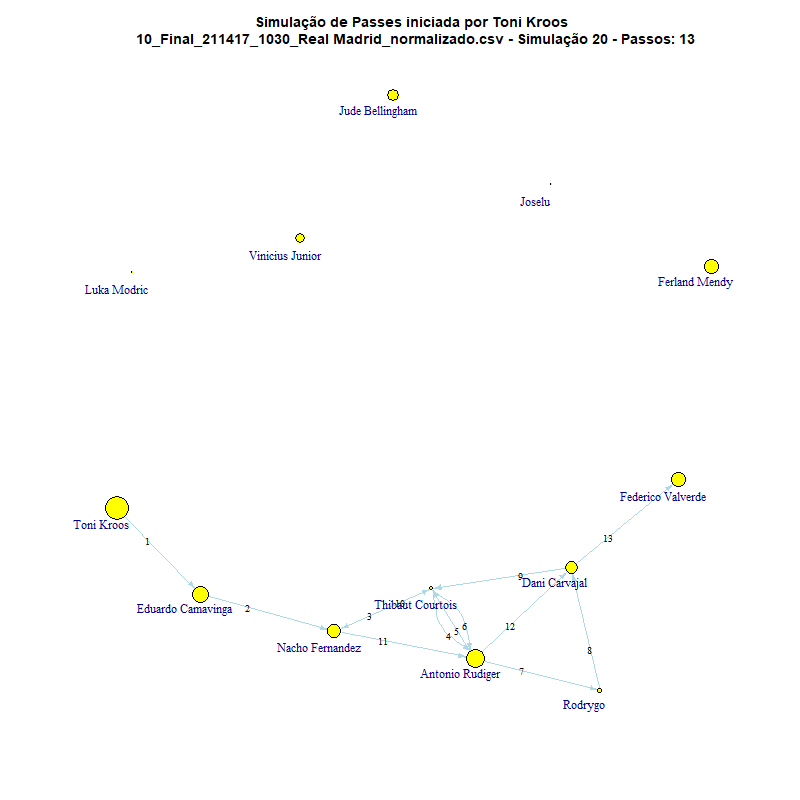 Simulação de Passes iniciada por Toni Kroos
10_Final_211417_1030_Real Madrid_normalizado.csv - Simulação 20 - Passos: 13
Jude Bellingham
Joselu
Vinicius Junior
Ferland Mendy
Luka Modric
Federico Valverde
Toni Kroos
1
13
9
Dani Carvajal
Eduardo Camavinga
2
Thibaut Courtois
10
3
4
5
6
12
11
Nacho Fernandez
8
Antonio Rudiger
7
Rodrygo